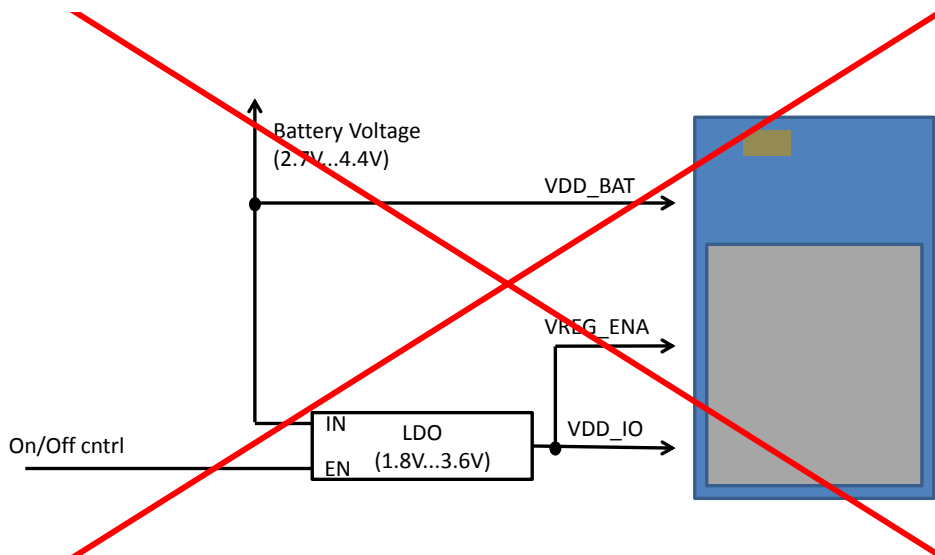 Battery Voltage
(2.7V...4.4V)
VDD_BAT
VREG_ENA
IN
LDO
VDD_IO
On/Off cntrl
EN
(1.8V...3.6V)